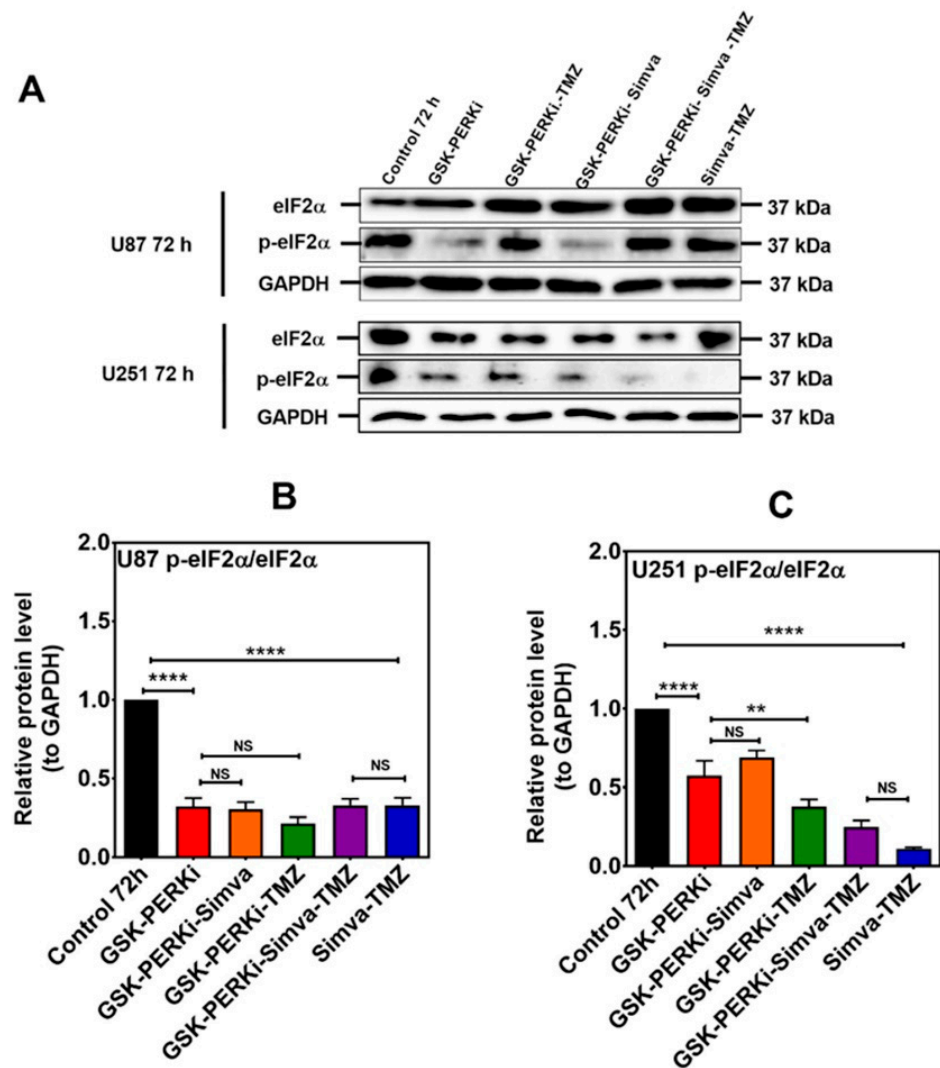 A
Control 72 h
GSK-PERKi
GSK-PERKi.-TMZ
GSK-PERKi- Simva
GSK-PERKi- Simva -TMZ
Simva-TMZ
U87 72 h
eIF2α 37 kDa
p-eIF2α 37 kDa
GAPDH 37 kDa
U251 72 h
eIF2α 37 kDa
p-eIF2α 37 kDa
GAPDH 37 kDa
B
U87 p-eIF2α/eIF2α
Relative protein level
(to GAPDH)
2.0
1.5
1.0
0.5
0.0
****
****
NS
NS
NS
Control 72h
GSK-PERKi
GSK-PERKi-Simva
GSK-PERKi-TMZ
GSK-PERKi-Simva-TMZ
Simva-TMZ
C
U251 p-eIF2α/eIF2α
Relative protein level
(to GAPDH)
2.0
1.5
1.0
0.5
0.0
****
****
**
NS
NS
Control 72h
GSK-PERKi
GSK-PERKi-Simva
GSK-PERKi-TMZ
GSK-PERKi-Simva-TMZ
Simva-TMZ